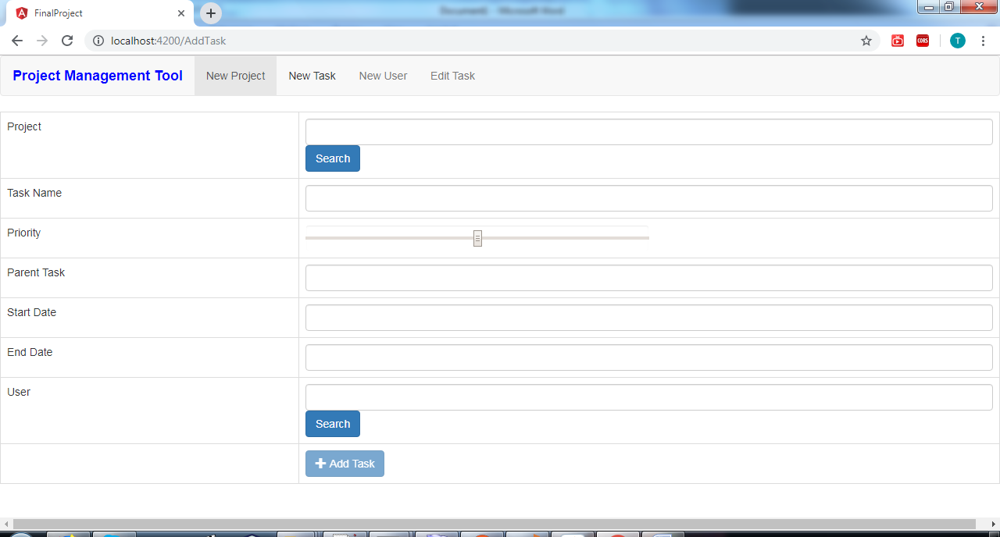 Document1 - Microsoft Word
FinalProject
localhost:4200/AddTask
CORS
T
Project Management Tool New Project New Task New User Edit Task
Project
Search
Task Name
Priority
Parent Task
Start Date
End Date
User
Search
Add Task